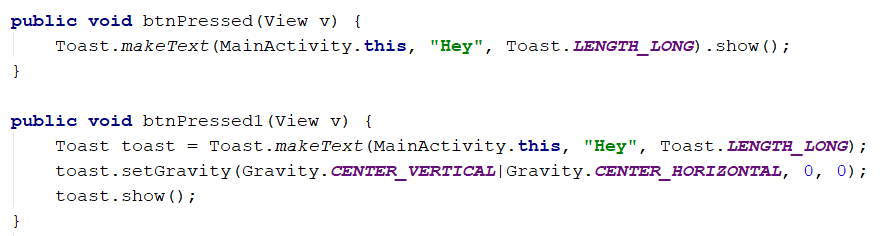 public void btnPressed(View v) {
    Toast.makeText(MainActivity.this, "Hey", Toast.LENGTH_LONG).show();
}
public void btnPressed1(View v) {
    Toast toast = Toast.makeText(MainActivity.this, "Hey", Toast.LENGTH_LONG);
    toast.setGravity(Gravity.CENTER_VERTICAL|Gravity.CENTER_HORIZONTAL, 0, 0);
    toast.show();
}